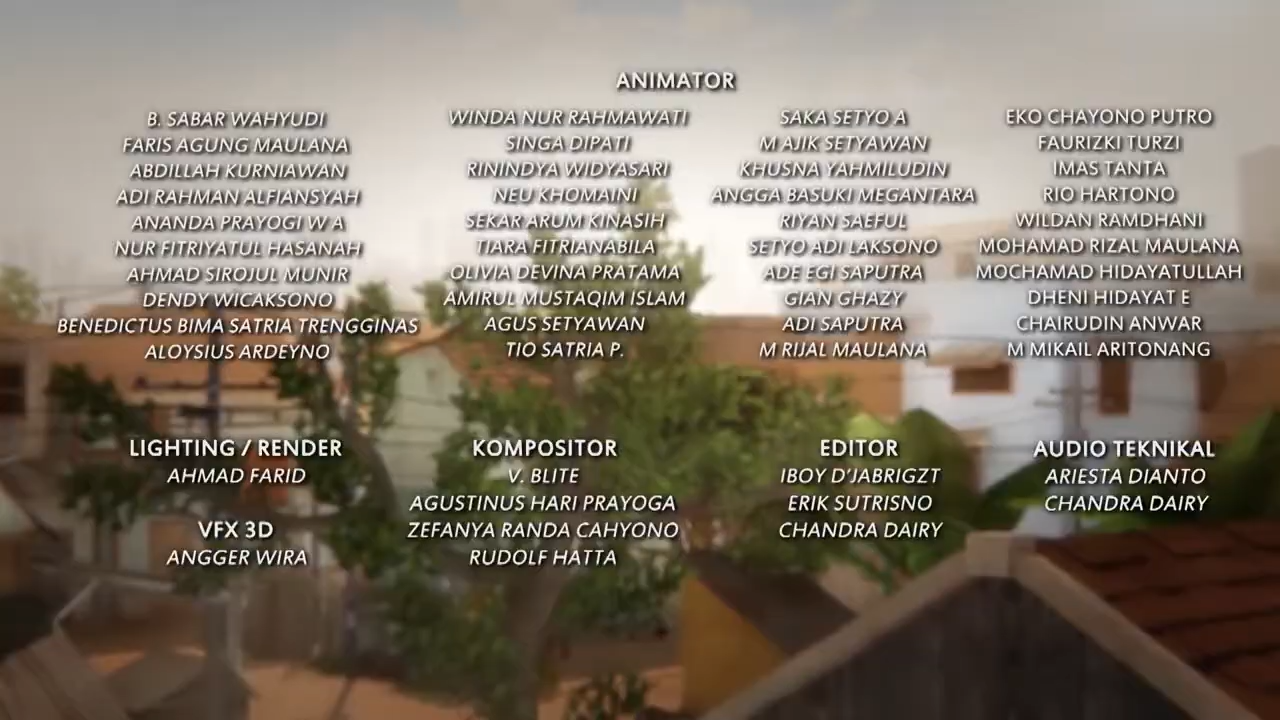 ANIMATOR
B. SABAR WAHYUDI
FARIS AGUNG MAULANA
ABDILLAH KURNIAWAN
ADI RAHMAN ALFIANSYAH
ANANDA PRAYOGI W A
NUR FITRIYATUL HASANAH
AHMAD SIROJUL MUNIR
DENDY WICAKSONO
BENEDICTUS BIMA SATRIA TRENGGINAS
ALOYSIUS ARDEYNO
WINDA NUR RAHMAWATI
SINGA DIPATI
RININDYA WIDYASARI
NEU KHOMAINI
SEKAR ARUM KINASIH
TIARA FITRIANABILA
OLIVIA DEVINA PRATAMA
AMIRUL MUSTAQIM ISLAM
AGUS SETYAWAN
TIO SATRIA P.
SAKA SETYO A
M AJIK SETYAWAN
KHUSNA YAHMILUDIN
ANGGA BASUKI MEGANTARA
RIYAN SAEFUL
SETYO ADI LAKSONO
ADE EGI SAPUTRA
GIAN GHAZY
ADI SAPUTRA
M RIJAL MAULANA
EKO CHAYONO PUTRO
FAURIZKI TURZI
IMAS TANTA
RIO HARTONO
WILDAN RAMDHANI
MOHAMAD RIZAL MAULANA
MOCHAMAD HIDAYATULLAH
DHENI HIDAYAT E
CHAIRUDIN ANWAR
M MIKAIL ARITONANG
LIGHTING / RENDER
AHMAD FARID
VFX 3D
ANGGER WIRA
KOMPOSITOR
V. BLITE
AGUSTINUS HARI PRAYOGA
ZEFANYA RANDA CAHYONO
RUDOLF HATTA
EDITOR
IBOY D'JABRIGZT
ERIK SUTRISNO
CHANDRA DAIRY
AUDIO TEKNIKAL
ARIESTA DIANTO
CHANDRA DAIRY